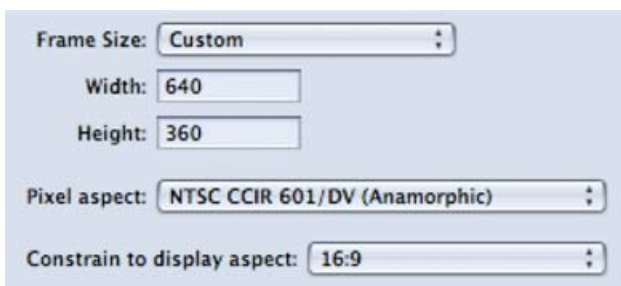 Frame Size: Custom
Width: 640
Height: 360
Pixel aspect: NTSC CCIR 601/DV (Anamorphic)
Constrain to display aspect: 16:9